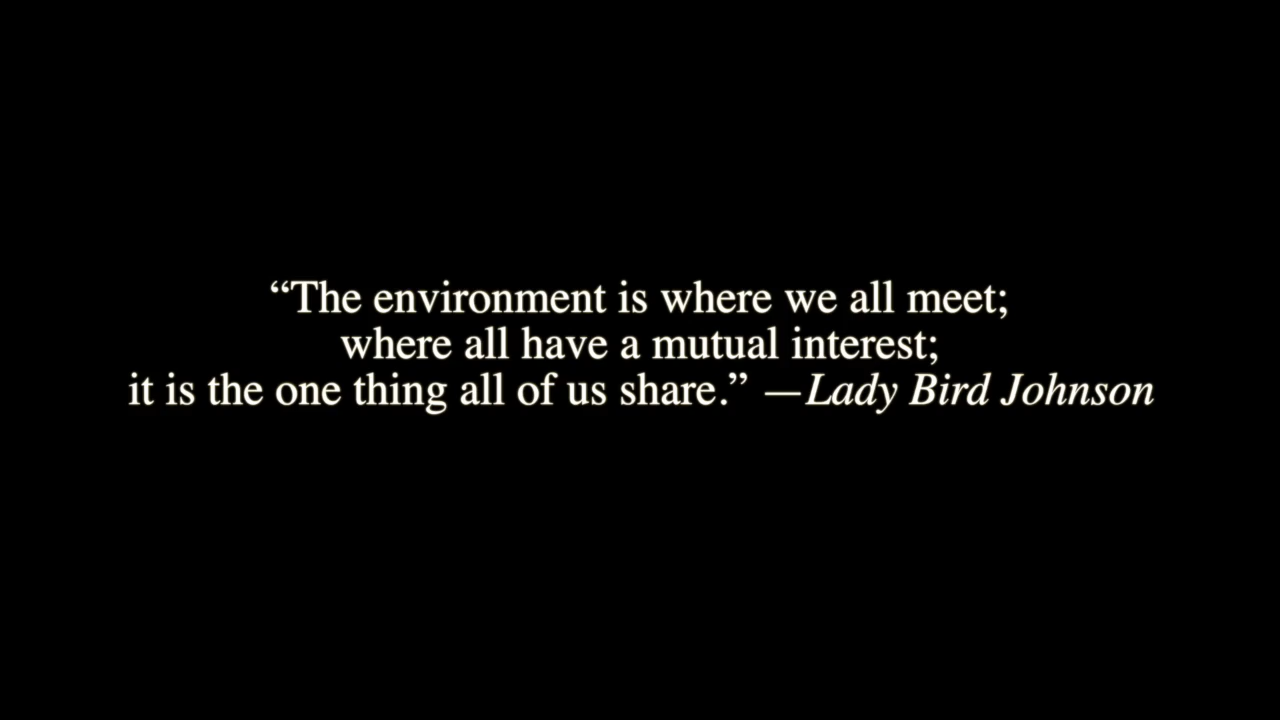 “The environment is where we all meet;
where all have a mutual interest;
it is the one thing all of us share.” —Lady Bird Johnson